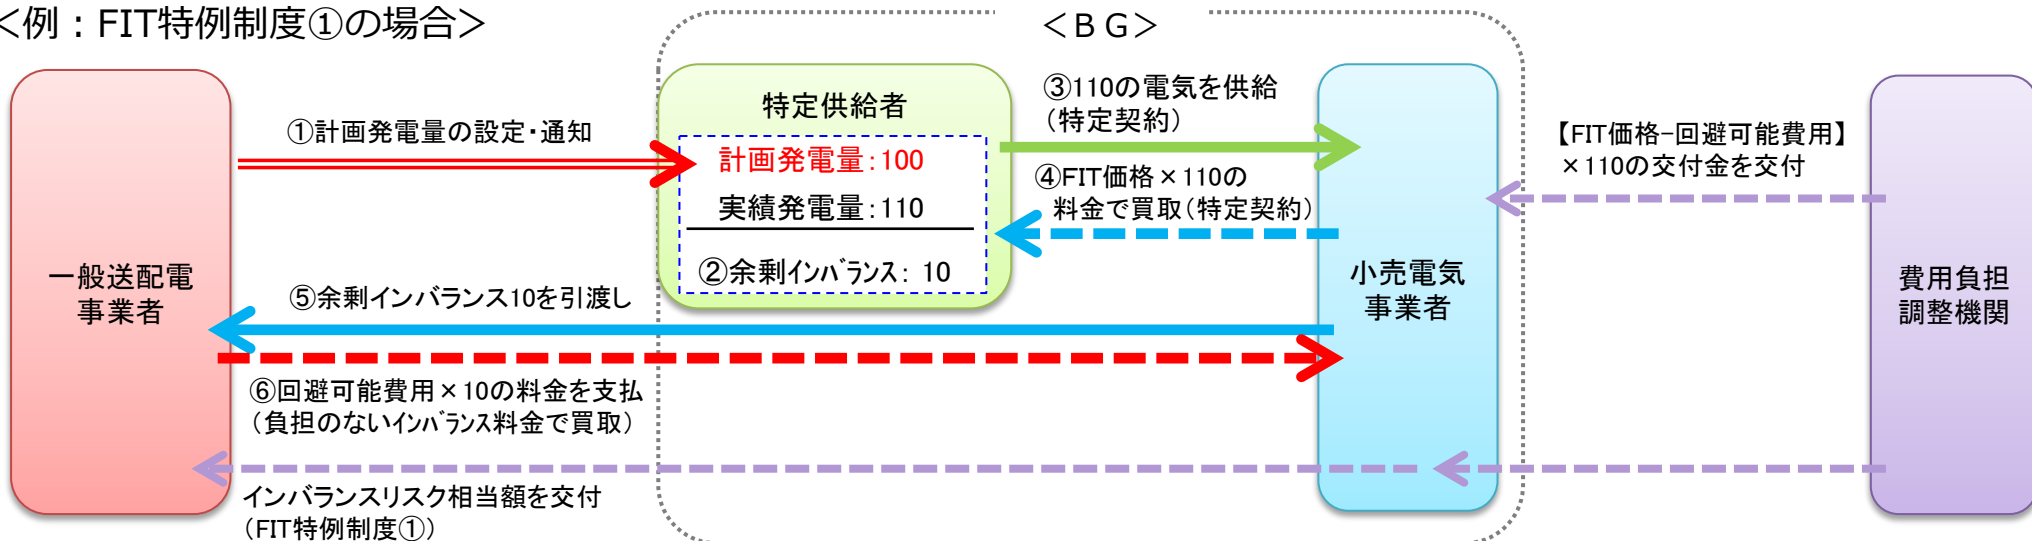 ＜例：FIT特例制度①の場合＞
＜ＢＧ＞
特定供給者
①計画発電量の設定・通知
計画発電量：100
実績発電量：110
②余剰インバランス： 10
③110の電気を供給
（特定契約）
④FIT価格×110の
料金で買取（特定契約）
【FIT価格−回避可能費用】
×110の交付金を交付
一般送配電
事業者
小売電気
事業者
費用負担
調整機関
⑤余剰インバランス10を引渡し
⑥回避可能費用×10の料金を支払
（負担のないインバランス料金で買取）
インバランスリスク相当額を交付
（FIT特例制度①）